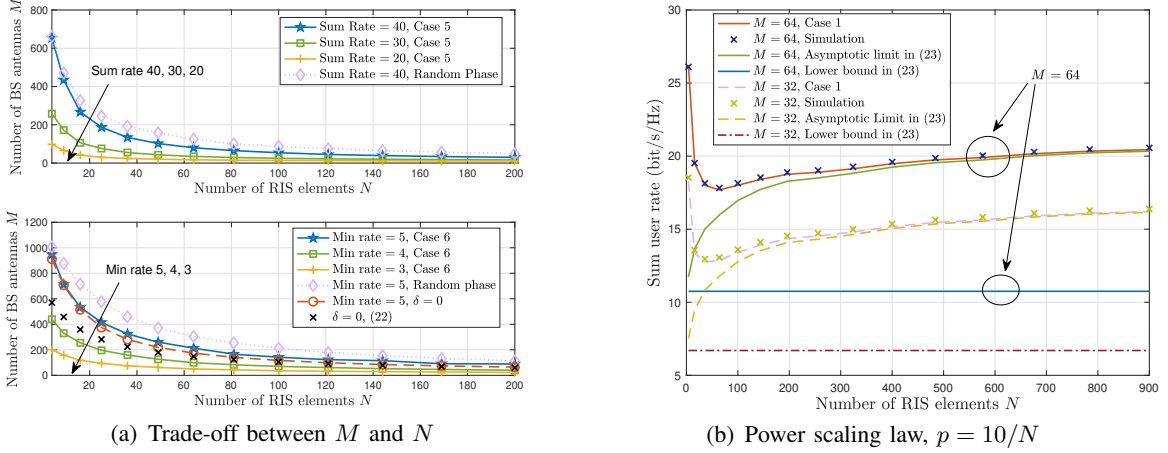 Number of BS antennas M
800
600
400
200
0
Sum rate 40, 30, 20
Sum Rate = 40, Case 5
Sum Rate = 30, Case 5
Sum Rate = 20, Case 5
Sum Rate = 40, Random Phase
20 40 60 80 100 120 140 160 180 200
Number of RIS elements N
Number of BS antennas M
1200
1000
800
600
400
200
0
Min rate 5, 4, 3
Min rate = 5, Case 6
Min rate = 4, Case 6
Min rate = 3, Case 6
Min rate = 5, Random phase
Min rate = 5, δ = 0
δ = 0, (22)
20 40 60 80 100 120 140 160 180 200
Number of RIS elements N
(a) Trade-off between M and N
Sum user rate (bit/s/Hz)
30
25
20
15
10
5
M = 64, Case 1
M = 64, Simulation
M = 64, Asymptotic limit in (23)
M = 64, Lower bound in (23)
M = 32, Case 1
M = 32, Simulation
M = 32, Asymptotic Limit in (23)
M = 32, Lower bound in (23)
M = 64
0 100 200 300 400 500 600 700 800 900
Number of RIS elements N
(b) Power scaling law, p = 10/N